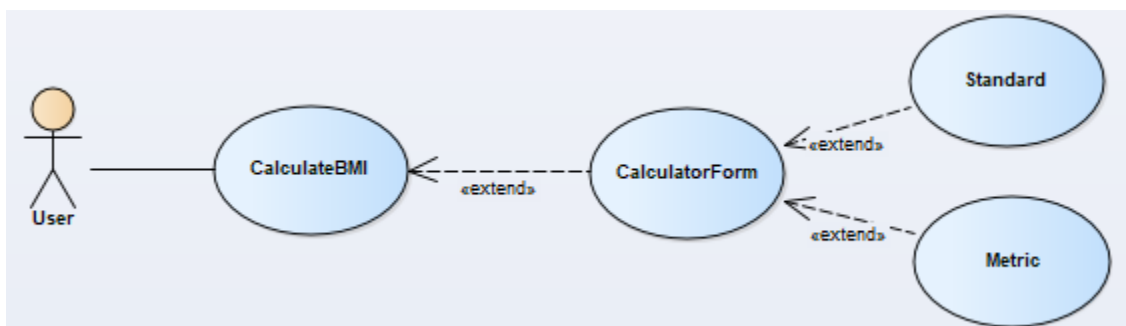 Standard
«extend»
CalculateBMI
CalculatorForm
«extend»
User
«extend»
Metric